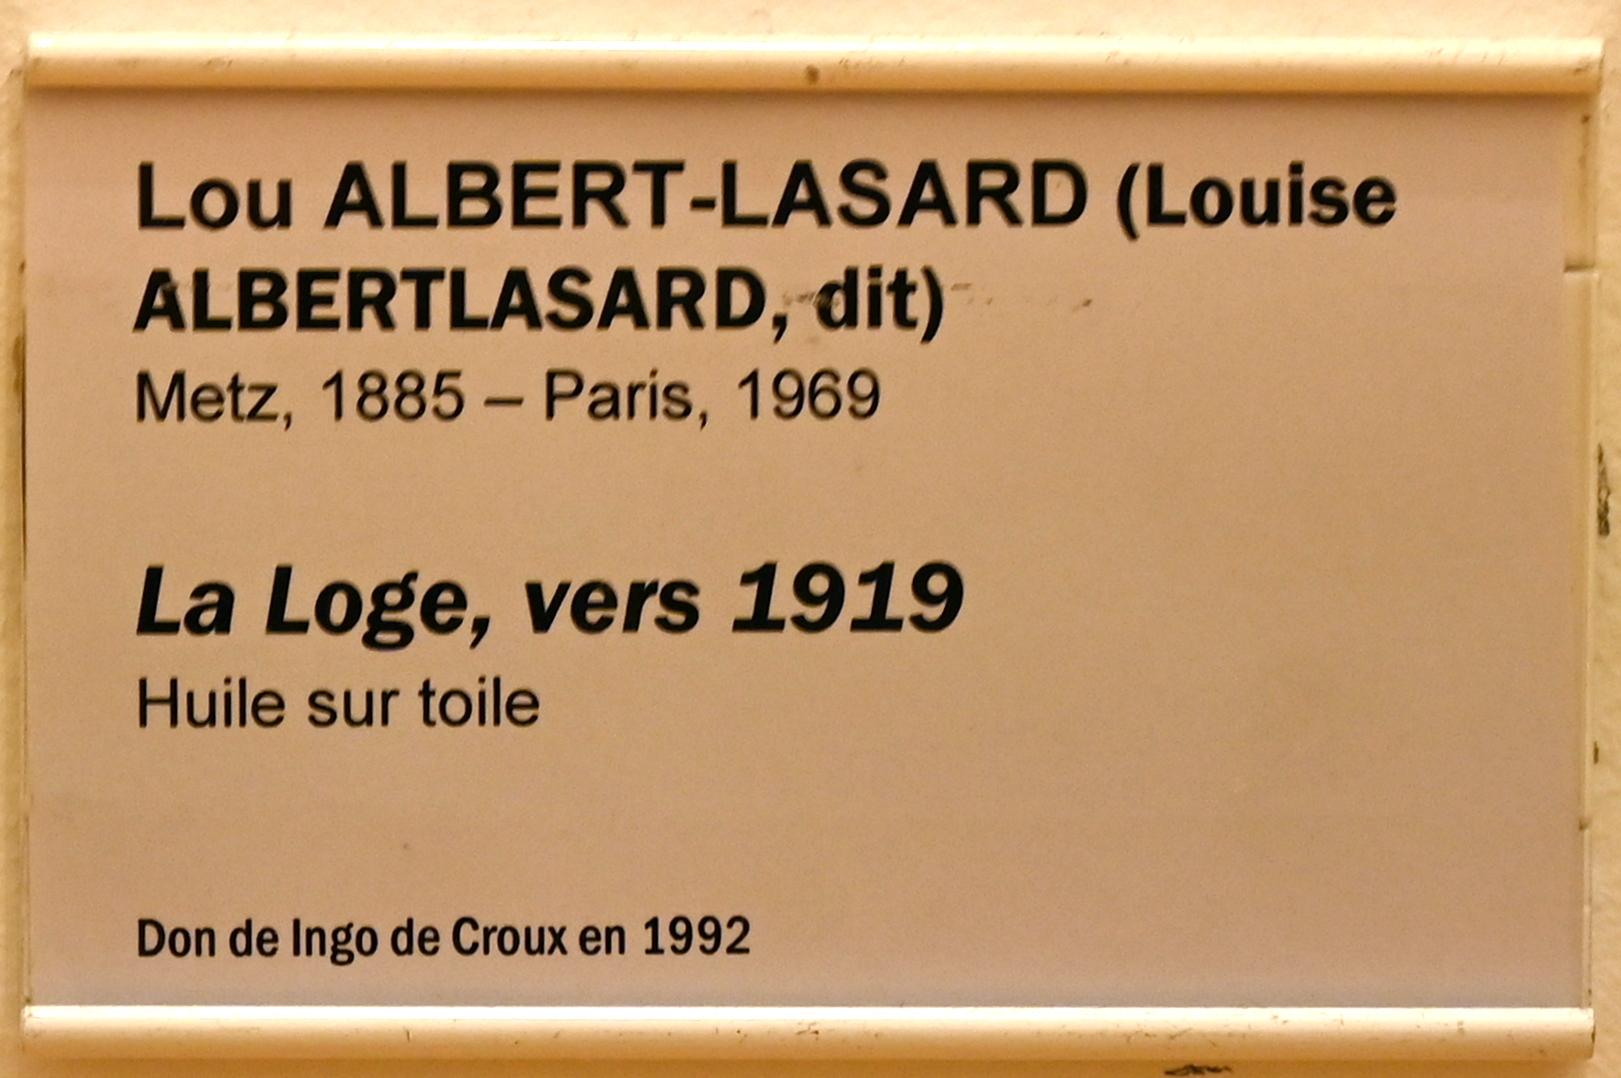 Lou ALBERT-LASARD (Louise
ALBERTLASARD, dit)
Metz, 1885 – Paris, 1969
La Loge, vers 1919
Huile sur toile
Don de Ingo de Croux en 1992